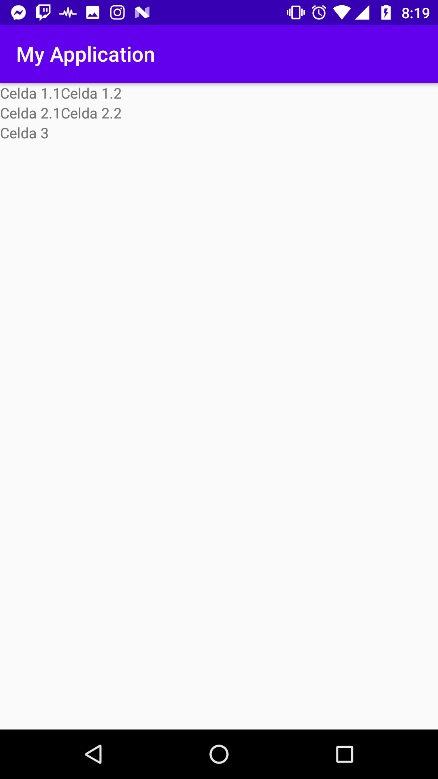 8:19
My Application
Celda 1.1Celda 1.2
Celda 2.1Celda 2.2
Celda 3